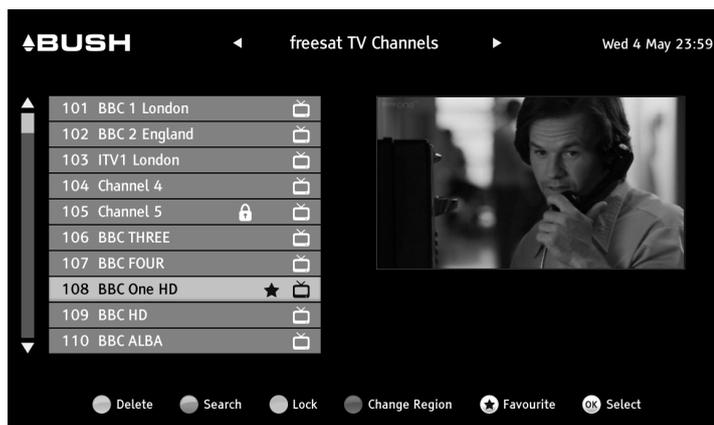 BUSH
freesat TV Channels
Wed 4 May 23:59
101 BBC 1 London
102 BBC 2 England
103 ITV1 London
104 Channel 4
105 Channel 5
106 BBC THREE
107 BBC FOUR
108 BBC One HD
109 BBC HD
110 BBC ALBA
Delete Search Lock Change Region Favourite OK Select